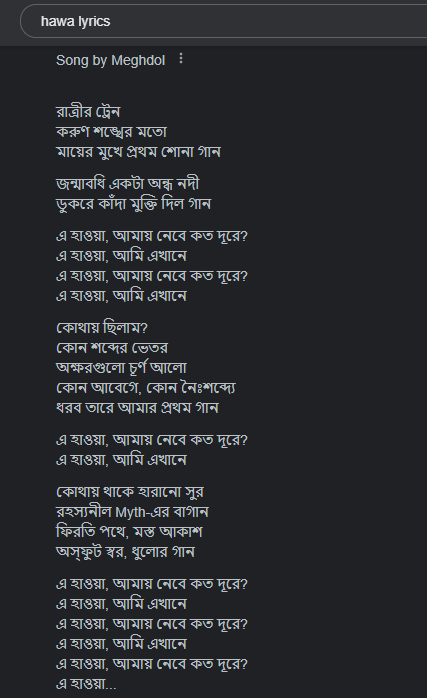 hawa lyrics
Song by Meghdol
রাত্রীর ট্রেন
করুণ শঙ্খের মতো
মায়ের মুখে প্রথম শোনা গান
জন্মাবধি একটা অন্ধ নদী
ডুকরে কাঁদা মুক্তি দিল গান
এ হাওয়া, আমায় নেবে কত দূরে?
এ হাওয়া, আমি এখানে
এ হাওয়া, আমায় নেবে কত দূরে?
এ হাওয়া, আমি এখানে
কোথায় ছিলাম?
কোন শব্দের ভেতর
অক্ষরগুলো চূর্ণ আলো
কোন আবেগে, কোন নৈঃশব্দ্যে
ধরব তারে আমার প্রথম গান
এ হাওয়া, আমায় নেবে কত দূরে?
এ হাওয়া, আমি এখানে
কোথায় থাকে হারানো সুর
রহস্যনীল Myth-এর বাগান
ফিরতি পথে, মস্ত আকাশ
অস্ফুট স্বর, ধুলোর গান
এ হাওয়া, আমায় নেবে কত দূরে?
এ হাওয়া, আমি এখানে
এ হাওয়া, আমায় নেবে কত দূরে?
এ হাওয়া, আমি এখানে
এ হাওয়া, আমায় নেবে কত দূরে?
এ হাওয়া...